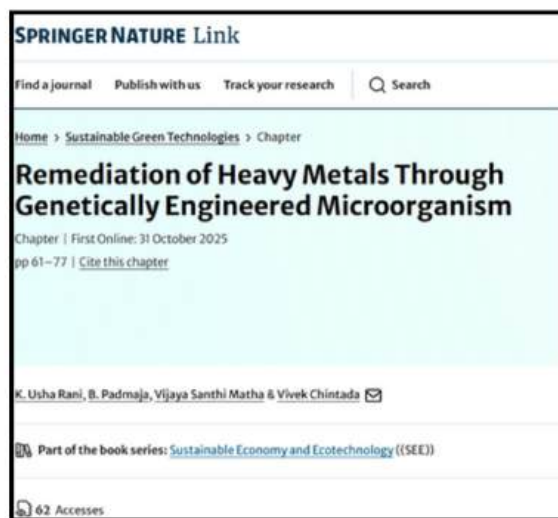 SPRINGER NATURE Link
Find a journal Publish with us Track your research Search
Home > Sustainable Green Technologies > Chapter
Remediation of Heavy Metals Through
Genetically Engineered Microorganism
Chapter | First Online: 31 October 2025
pp 61–77 | Cite this chapter
K. Usha Rani, B. Padmaja, Vijaya Santhi Matha & Vivek Chintada
Part of the book series: Sustainable Economy and Ecotechnology ((SEE))
62 Accesses